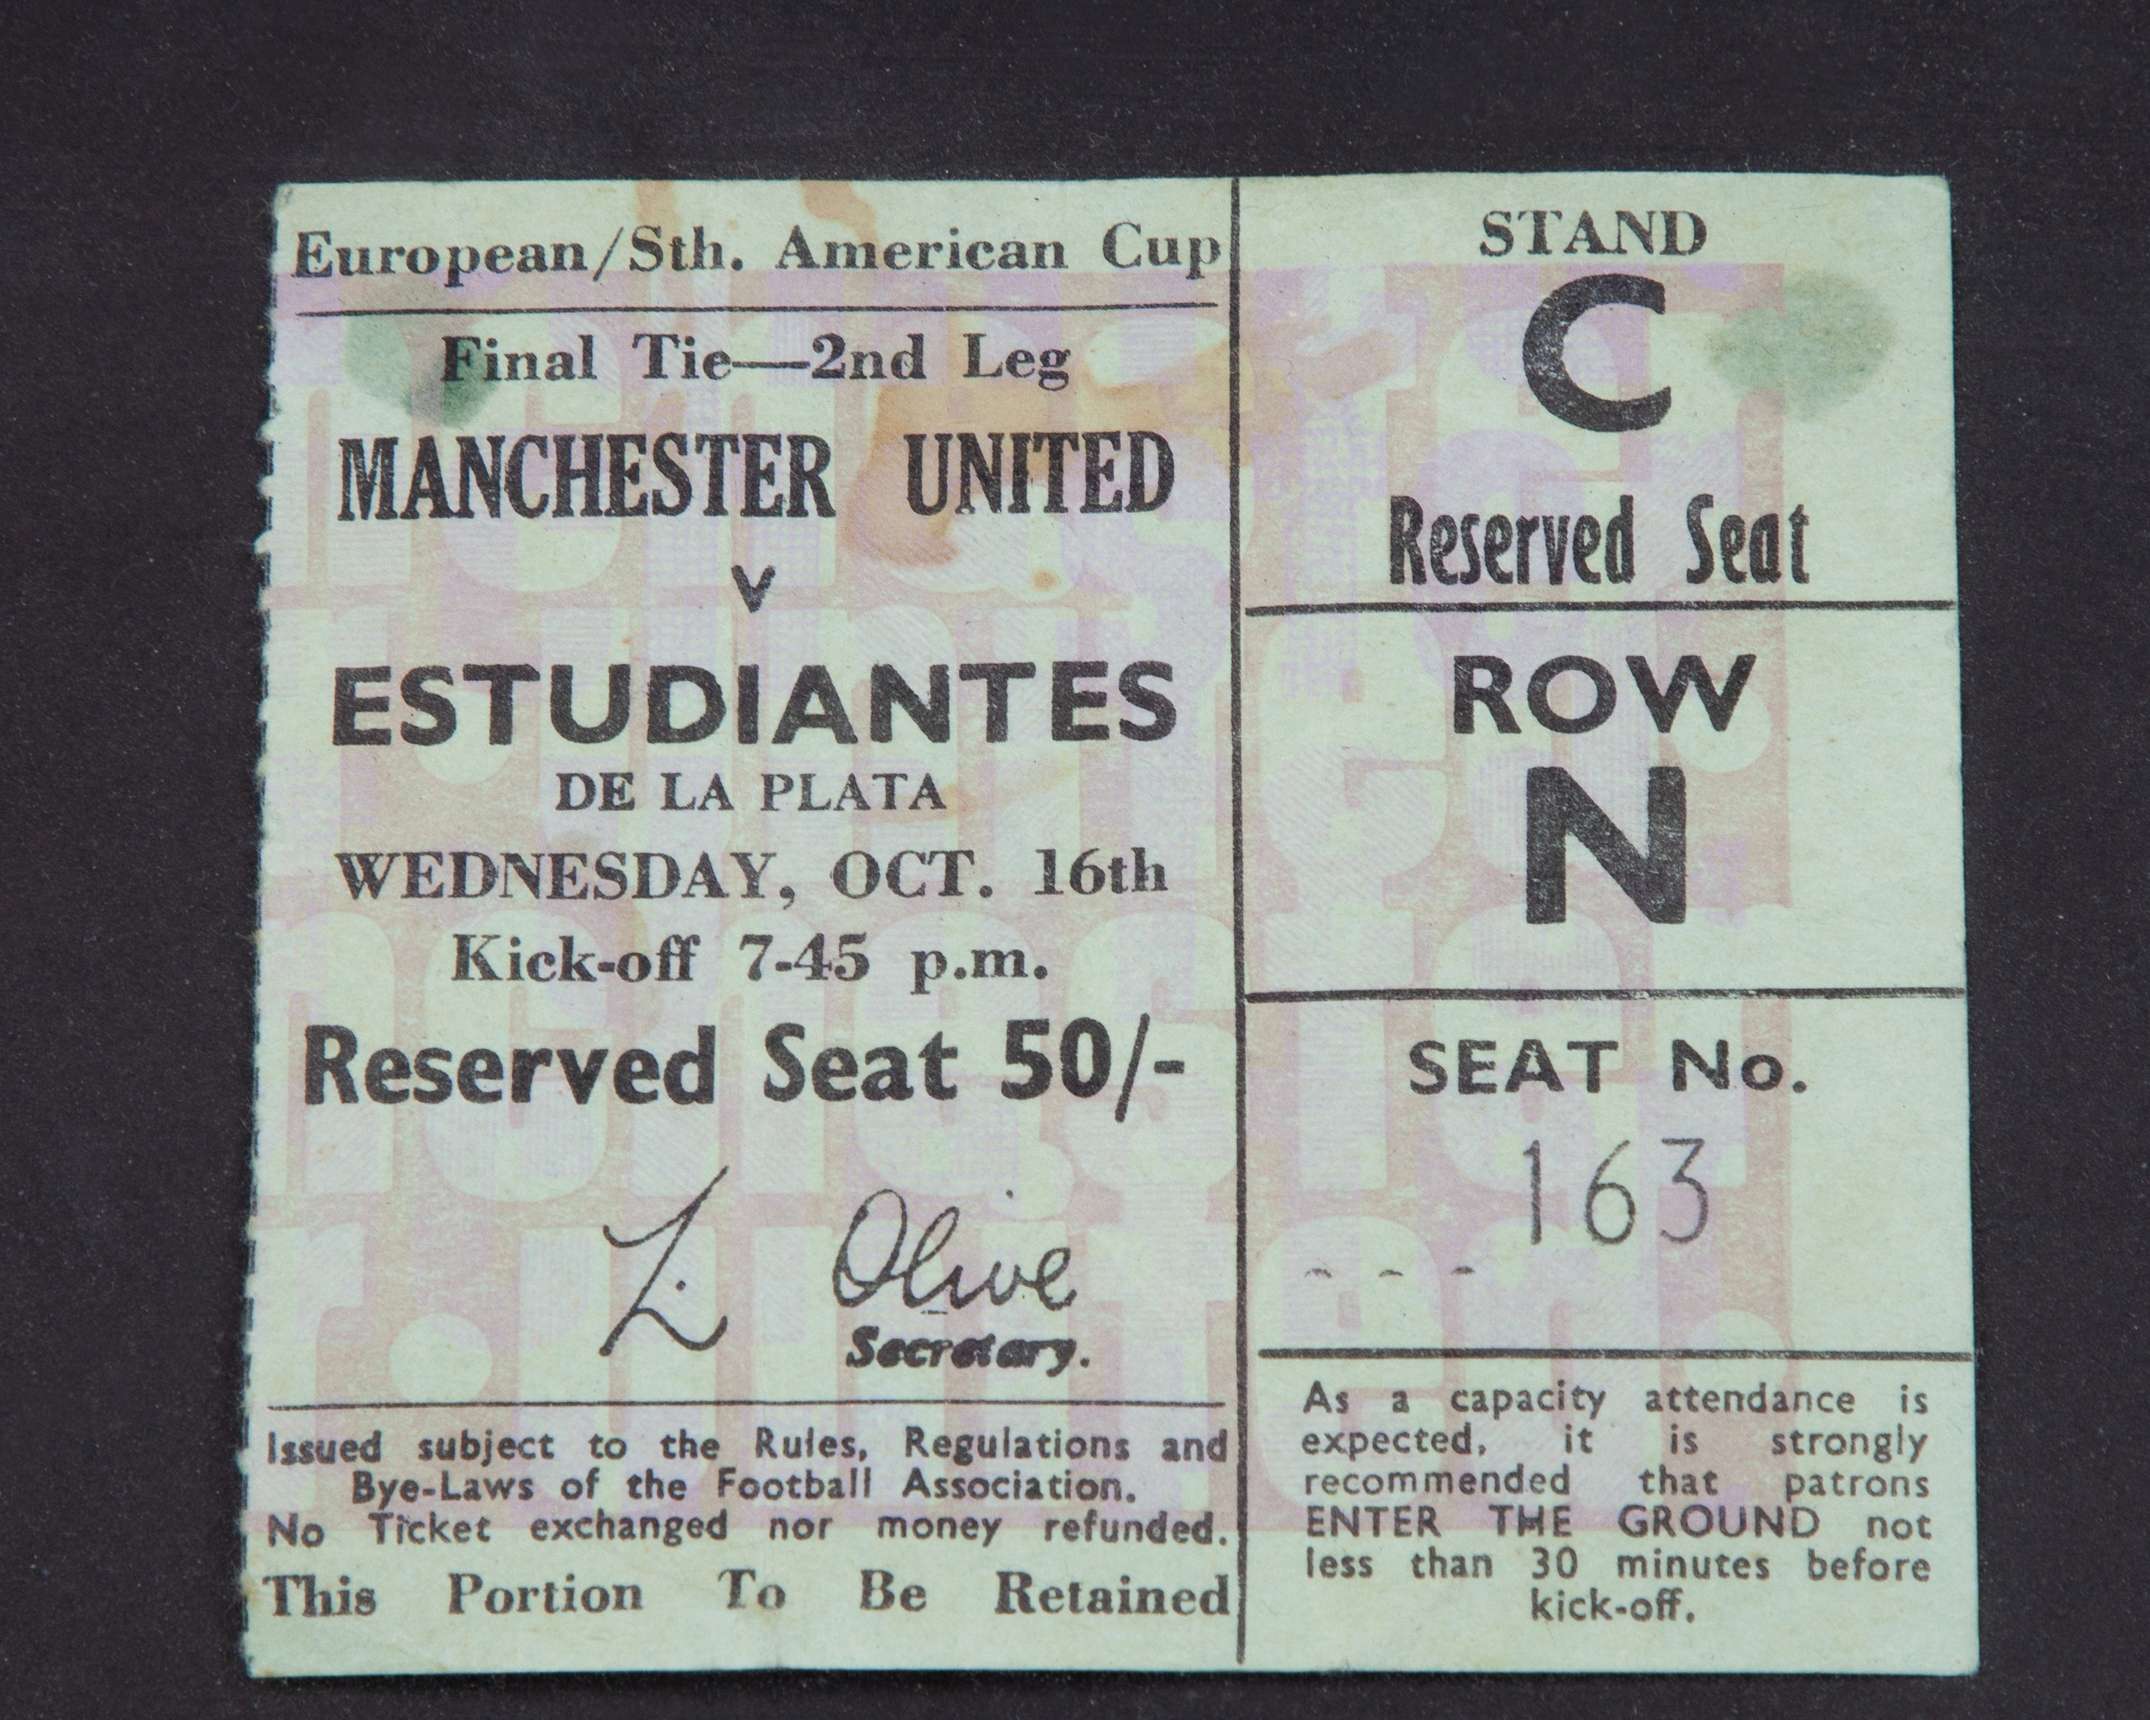 European/Sth. American Cup
Final Tie—2nd Leg
MANCHESTER UNITED
v
ESTUDIANTES
DE LA PLATA
WEDNESDAY, OCT. 16th
Kick-off 7-45 p.m.
Reserved Seat 50/-
L. Olive
Secretary.
Issued subject to the Rules, Regulations and
Bye-Laws of the Football Association.
No Ticket exchanged nor money refunded.
This Portion To Be Retained
STAND
C
Reserved Seat
ROW
N
SEAT No.
163
As a capacity attendance is
expected, it is strongly
recommended that patrons
ENTER THE GROUND not
less than 30 minutes before
kick-off.